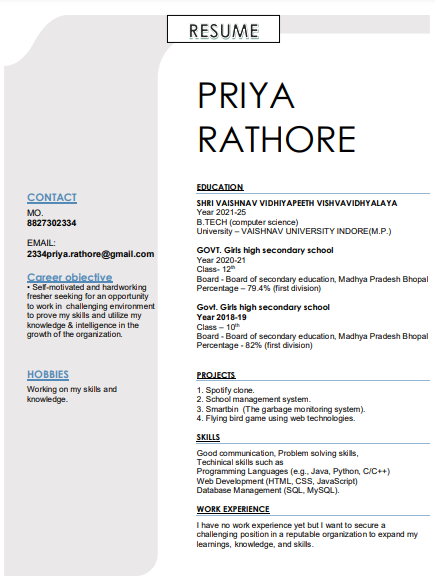 RESUME
PRIYA
RATHORE
CONTACT
MO.
8827302334
EMAIL:
2334priya.rathore@gmail.com
Career objective
• Self-motivated and hardworking
fresher seeking for an opportunity
to work in challenging environment
to prove my skills and utilize my
knowledge & intelligence in the
growth of the organization.
HOBBIES
Working on my skills and
knowledge.
EDUCATION
SHRI VAISHNAV VIDHIYAPEETH VISHVAVIDHYALAYA
Year 2021-25
B.TECH (computer science)
University – VAISHNAV UNIVERSITY INDORE(M.P.)
GOVT. Girls high secondary school
Year 2020-21
Class- 12th
Board - Board of secondary education, Madhya Pradesh Bhopal
Percentage – 79.4% (first division)
Govt. Girls high secondary school
Year 2018-19
Class – 10th
Board - Board of secondary education, Madhya Pradesh Bhopal
Percentage - 82% (first division)
PROJECTS
1. Spotify clone.
2. School management system.
3. Smartbin (The garbage monitoring system).
4. Flying bird game using web technologies.
SKILLS
Good communication, Problem solving skills,
Techinical skills such as
Programming Languages (e.g., Java, Python, C/C++)
Web Development (HTML, CSS, JavaScript)
Database Management (SQL, MySQL).
WORK EXPERIENCE
I have no work experience yet but I want to secure a
challenging position in a reputable organization to expand my
learnings, knowledge, and skills.